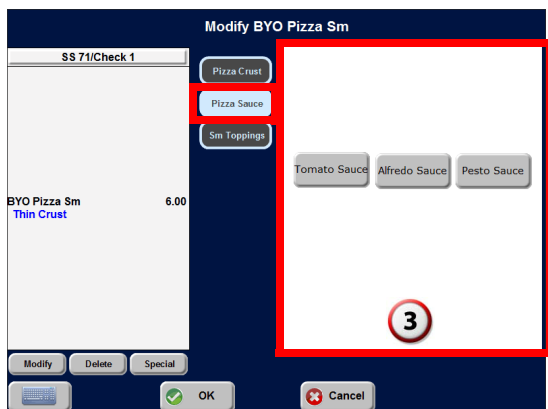 Modify BYO Pizza Sm
SS 71/Check 1
Pizza Crust
Pizza Sauce
Sm Toppings
Tomato Sauce Alfredo Sauce Pesto Sauce
BYO Pizza Sm 6.00
Thin Crust
3
Modify Delete Special
OK Cancel